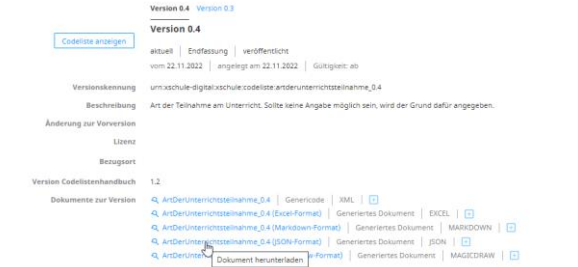 Version 0.4 Version 0.3
Version 0.4
Codeliste anzeigen
aktuell | Endfassung | veröffentlicht
vom 22.11.2022 | angelegt am 22.11.2022 | Gültigkeit: ab
Versionskennung urn:xschule-digital:xschule:codeliste:artderunterrichtsteilnahme_0.4
Beschreibung Art der Teilnahme am Unterricht. Sollte keine Angabe möglich sein, wird der Grund dafür angegeben.
Änderung zur Vorversion
Lizenz
Bezugsort
Version Codelistenhandbuch 1.2
Dokumente zur Version ArtDerUnterrichtsteilnahme_0.4 | Genericode | XML |
ArtDerUnterrichtsteilnahme_0.4 (Excel-Format) | Generiertes Dokument | EXCEL |
ArtDerUnterrichtsteilnahme_0.4 (Markdown-Format) | Generiertes Dokument | MARKDOWN |
ArtDerUnterrichtsteilnahme_0.4 (JSON-Format) | Generiertes Dokument | JSON |
ArtDerUnter -Format) | Generiertes Dokument | MAGICDRAW |
Dokument herunterladen